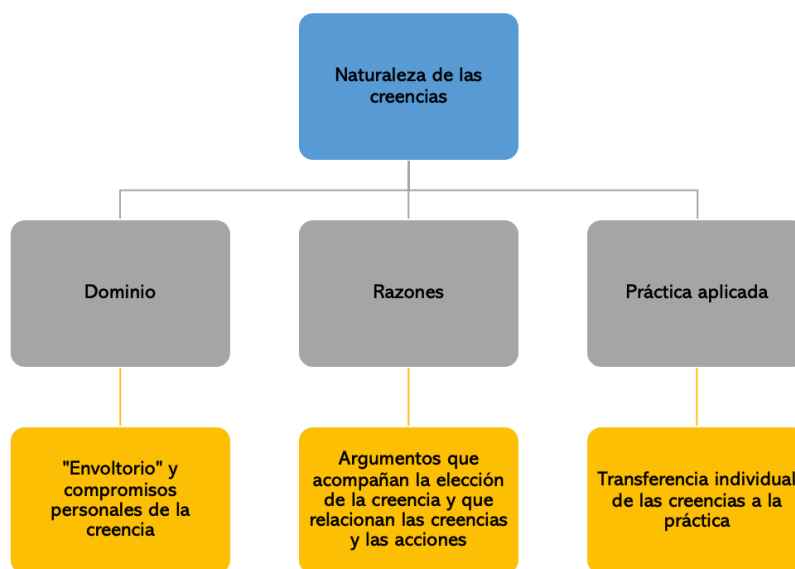 Naturaleza de las
creencias
Dominio
Razones
Práctica aplicada
"Envoltorio" y
compromisos
personales de la
creencia
Argumentos que
acompañan la elección
de la creencia y que
relacionan las creencias
y las acciones
Transferencia individual
de las creencias a la
práctica